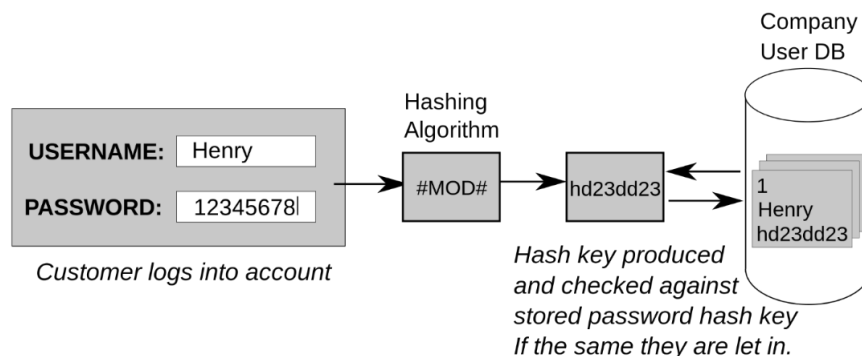 Company
User DB
Hashing
Algorithm
USERNAME: Henry
PASSWORD: 12345678
#MOD#
hd23dd23
1
Henry
hd23dd23
Customer logs into account
Hash key produced
and checked against
stored password hash key
If the same they are let in.